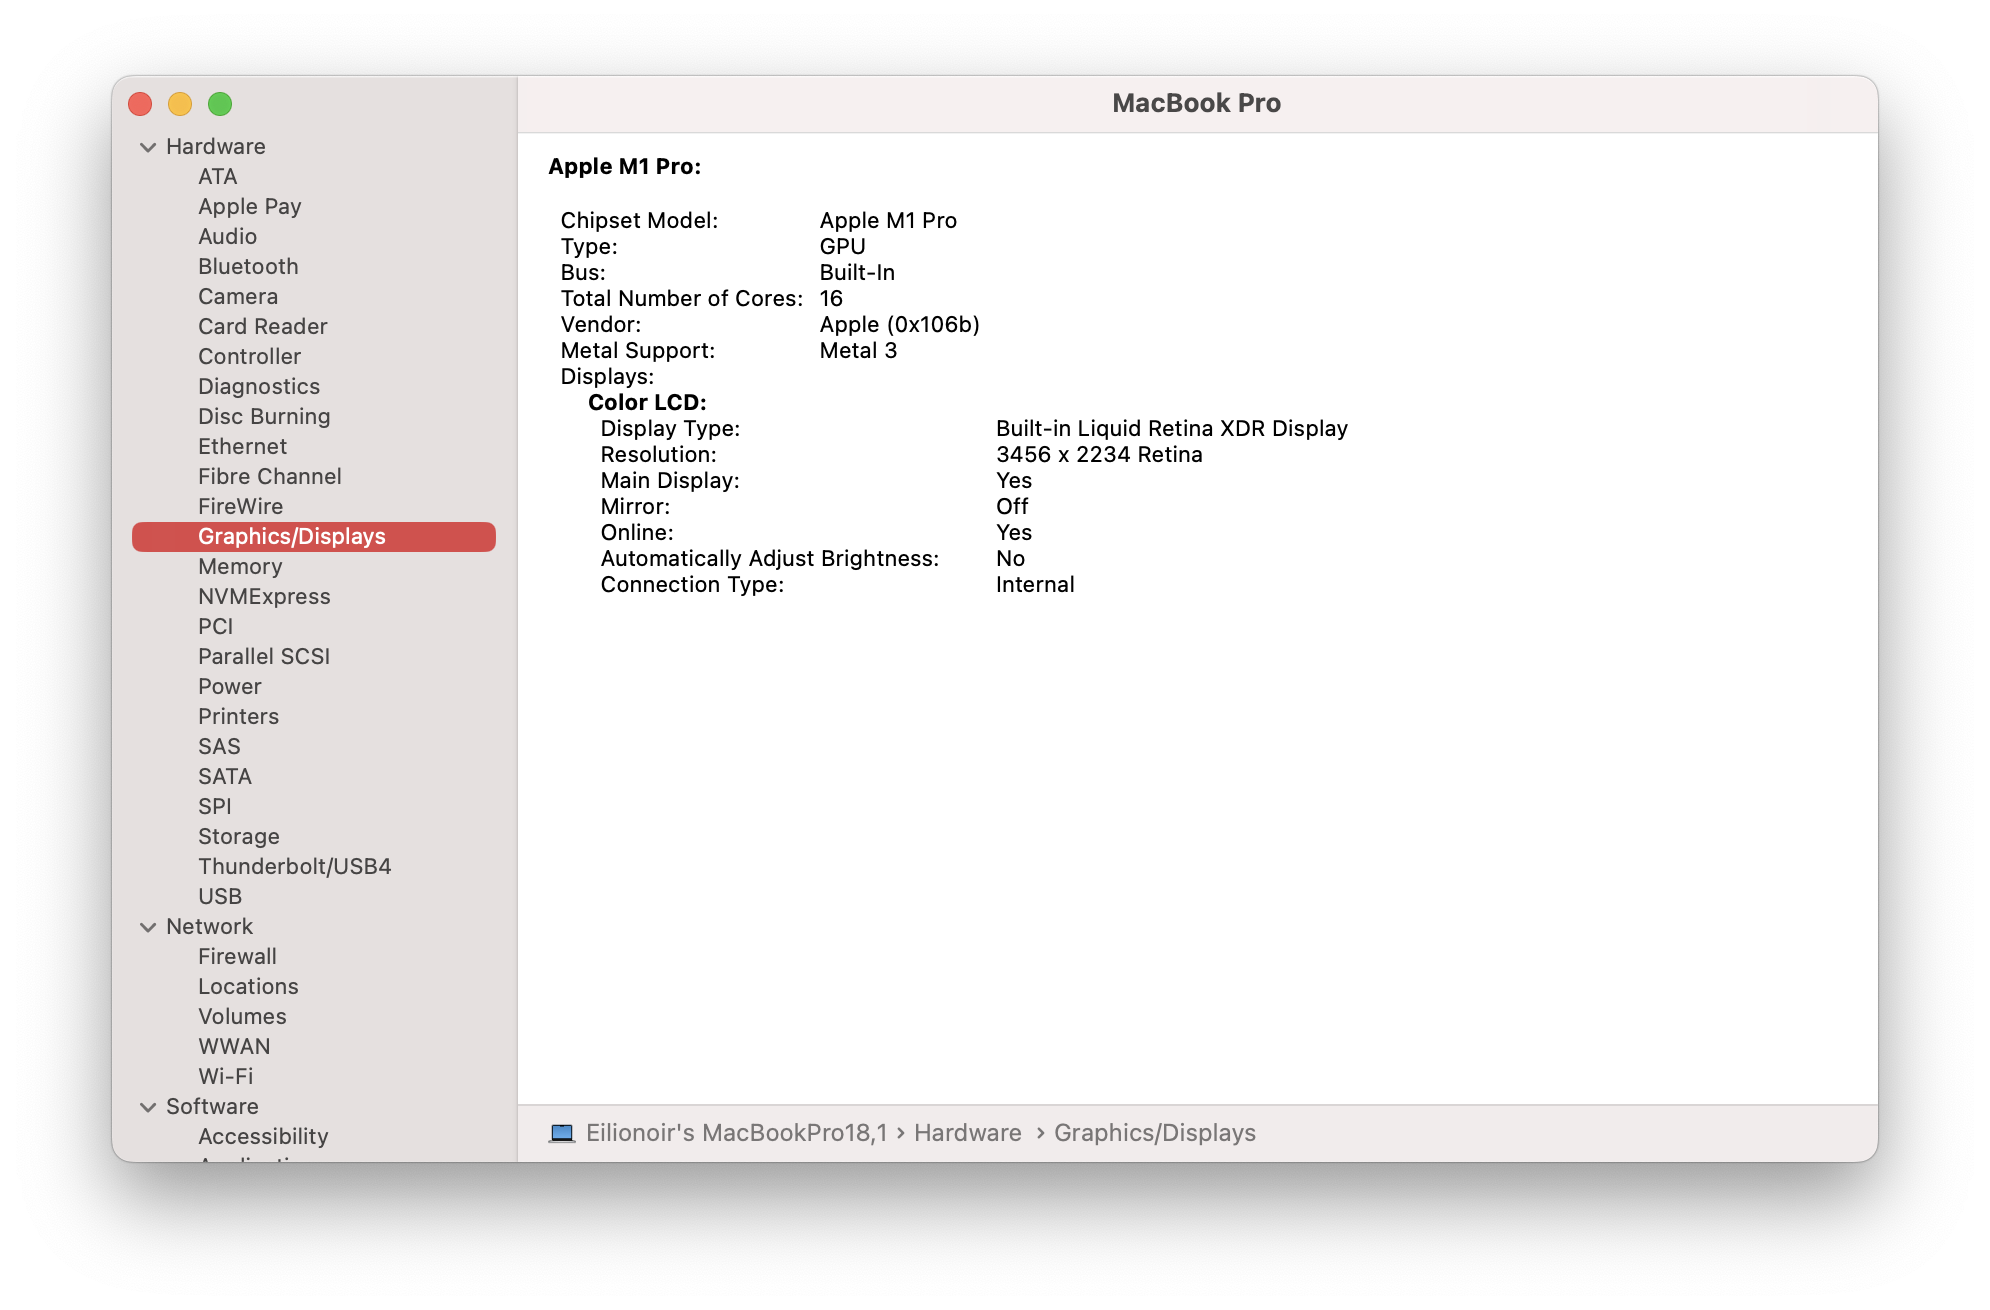 MacBook Pro
Hardware
ATA
Apple Pay
Audio
Bluetooth
Camera
Card Reader
Controller
Diagnostics
Disc Burning
Ethernet
Fibre Channel
FireWire
Graphics/Displays
Memory
NVMExpress
PCI
Parallel SCSI
Power
Printers
SAS
SATA
SPI
Storage
Thunderbolt/USB4
USB
Network
Firewall
Locations
Volumes
WWAN
Wi-Fi
Software
Accessibility
Apple M1 Pro:
Chipset Model: Apple M1 Pro
Type: GPU
Bus: Built-In
Total Number of Cores: 16
Vendor: Apple (0x106b)
Metal Support: Metal 3
Displays:
Color LCD:
Display Type: Built-in Liquid Retina XDR Display
Resolution: 3456 x 2234 Retina
Main Display: Yes
Mirror: Off
Online: Yes
Automatically Adjust Brightness: No
Connection Type: Internal
Eilionoir's MacBookPro18,1 › Hardware › Graphics/Displays